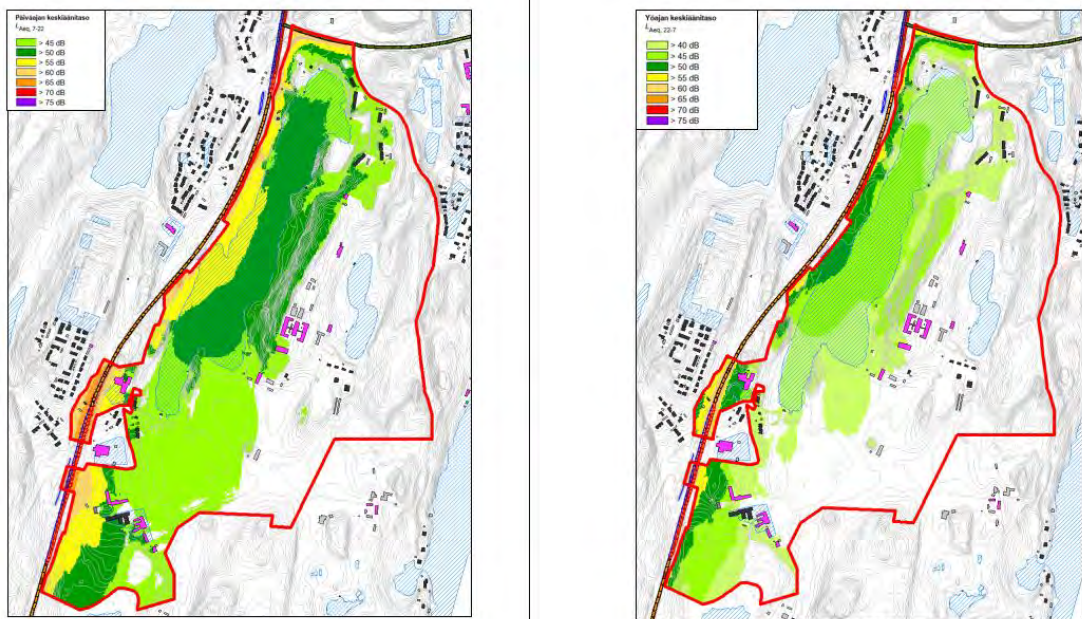 Päiväajan keskiäänitaso
LAeq, 7-22
> 45 dB
> 50 dB
> 55 dB
> 60 dB
> 65 dB
> 70 dB
> 75 dB
Yöajan keskiäänitaso
LAeq, 22-7
> 40 dB
> 45 dB
> 50 dB
> 55 dB
> 60 dB
> 65 dB
> 70 dB
> 75 dB